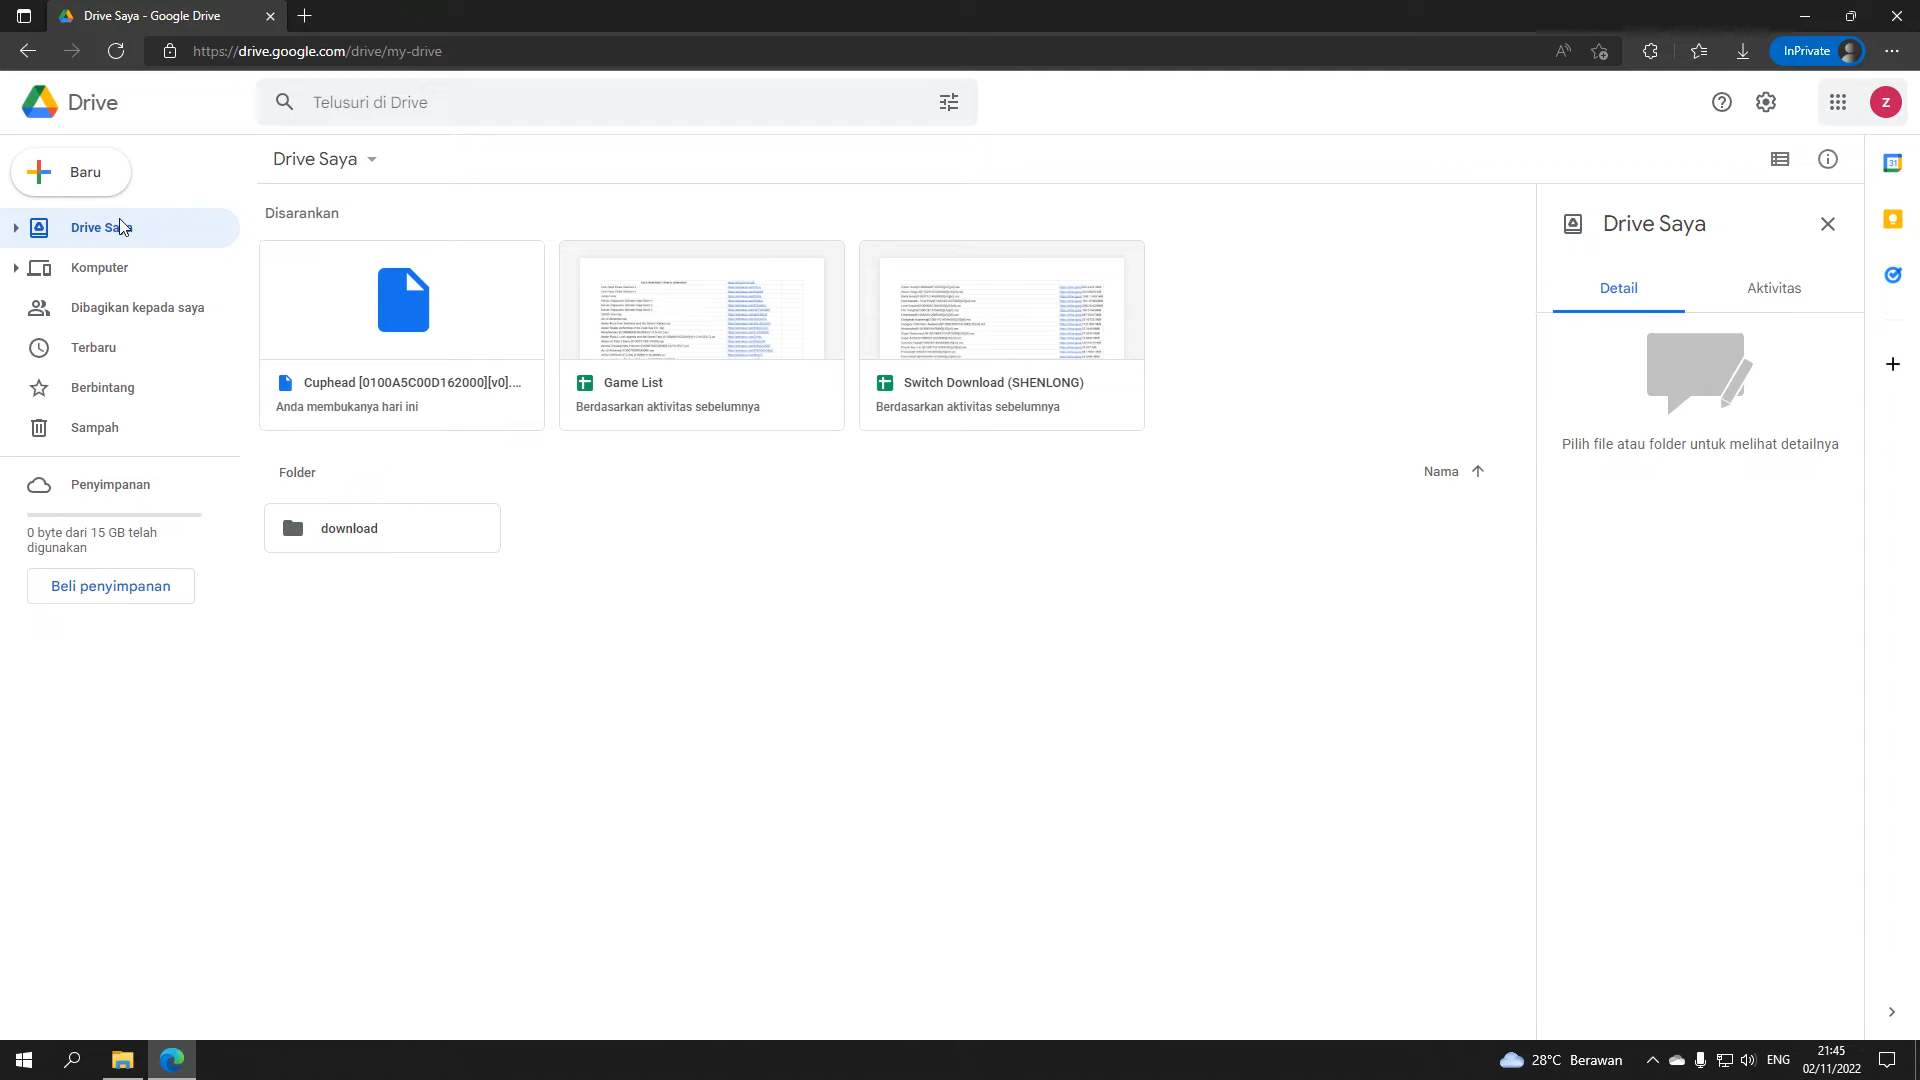 Drive Saya - Google Drive
https://drive.google.com/drive/my-drive
InPrivate
Drive
Telusuri di Drive
Z
Baru
Drive Saya
Disarankan
Drive Saya
Komputer
Dibagikan kepada saya
Terbaru
Berbintang
Sampah
Penyimpanan
0 byte dari 15 GB telah
digunakan
Beli penyimpanan
Cuphead [0100A5C00D162000][v0]....
Anda membukanya hari ini
Game List
Berdasarkan aktivitas sebelumnya
Switch Download (SHENLONG)
Berdasarkan aktivitas sebelumnya
Folder
Nama
download
Drive Saya
Detail
Aktivitas
Pilih file atau folder untuk melihat detailnya
31
28°C Berawan
ENG
21:45
02/11/2022